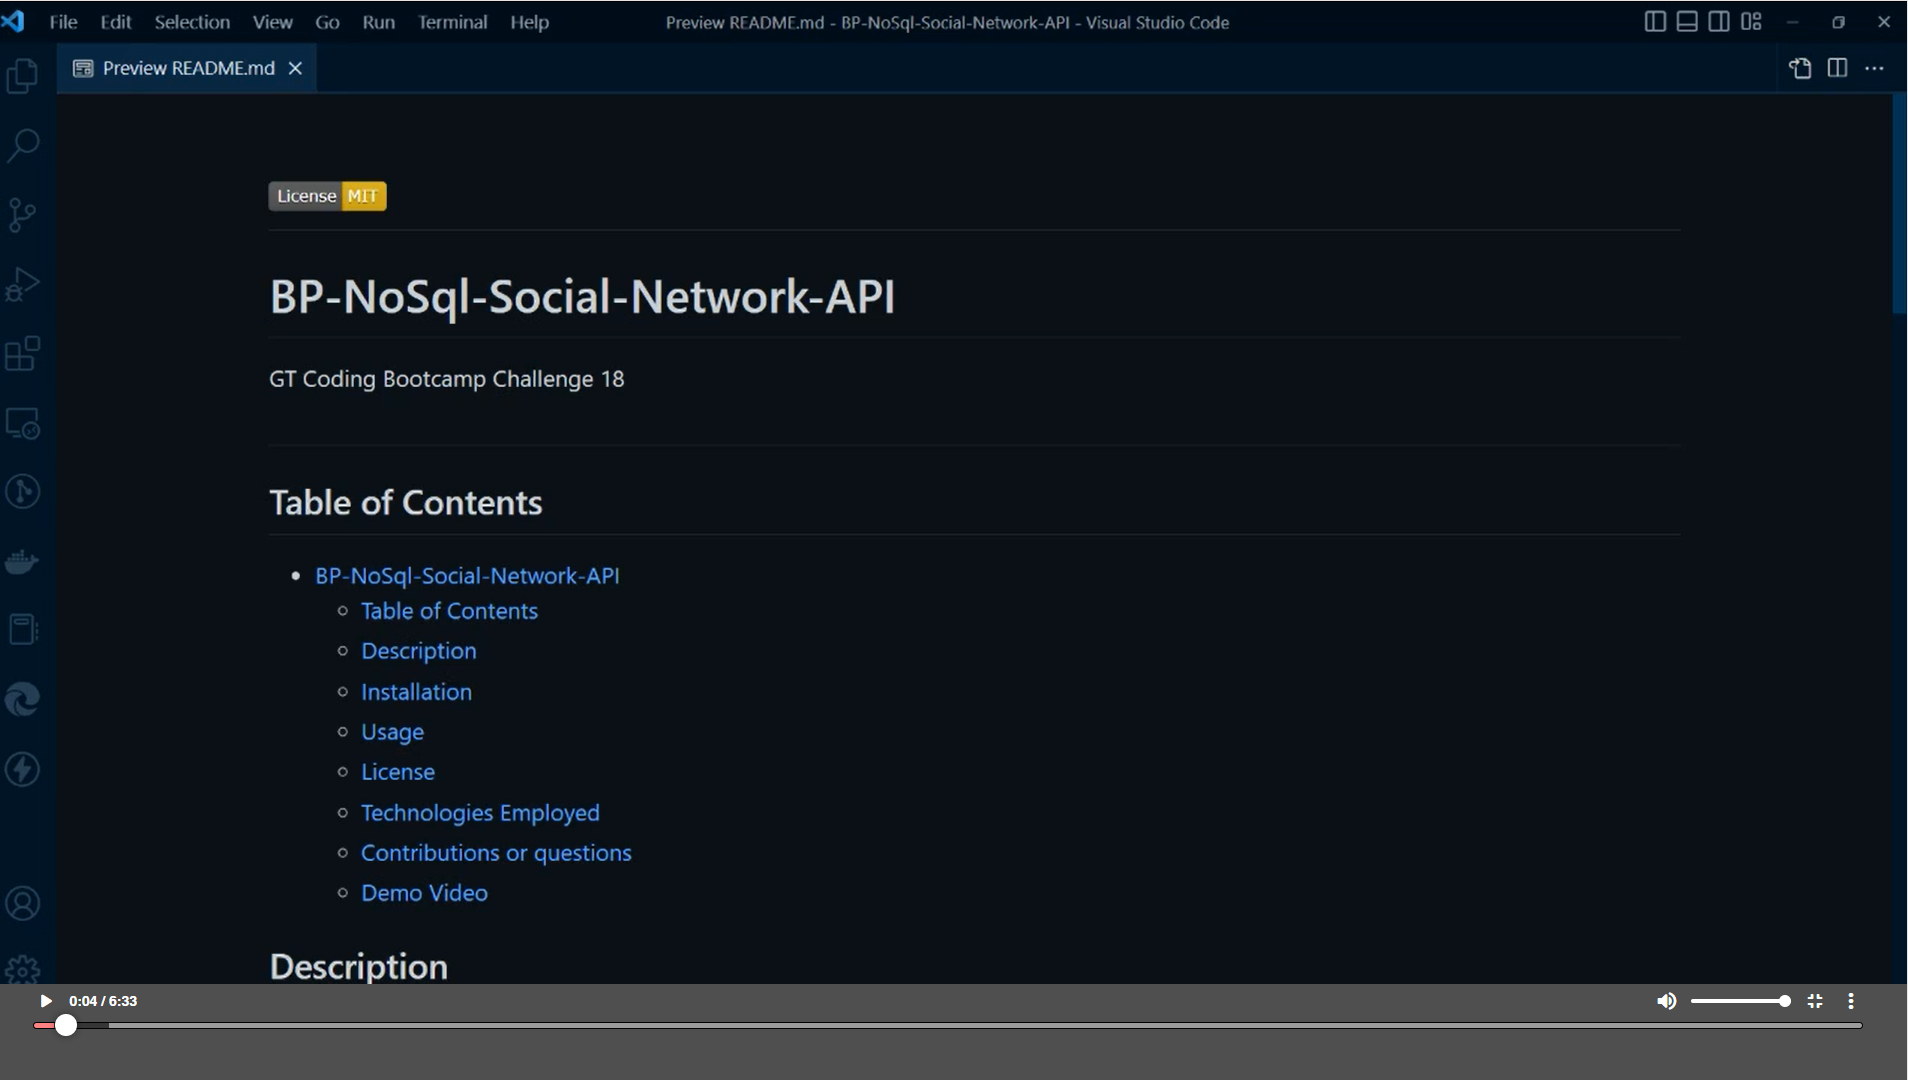 File Edit Selection View Go Run Terminal Help Preview README.md - BP-NoSql-Social-Network-API - Visual Studio Code
Preview README.md
License MIT
BP-NoSql-Social-Network-API
GT Coding Bootcamp Challenge 18
Table of Contents
BP-NoSql-Social-Network-API
Table of Contents
Description
Installation
Usage
License
Technologies Employed
Contributions or questions
Demo Video
Description
0:04 / 6:33